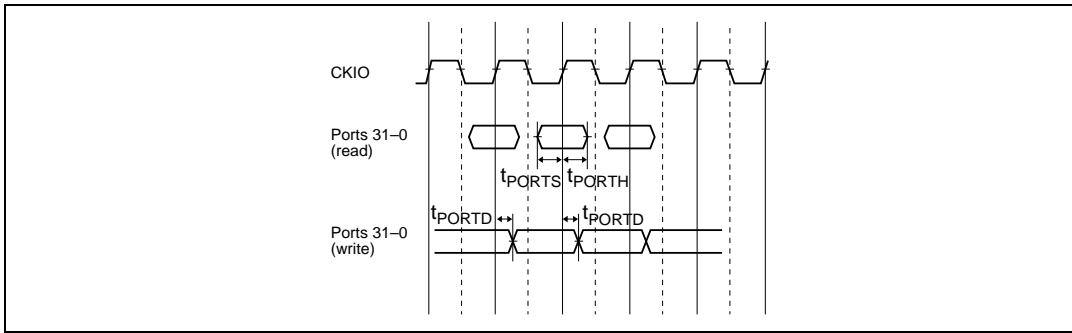 CKIO
Ports 31–0
(read)
tPORTS tPORTH
tPORTD tPORTD
Ports 31–0
(write)